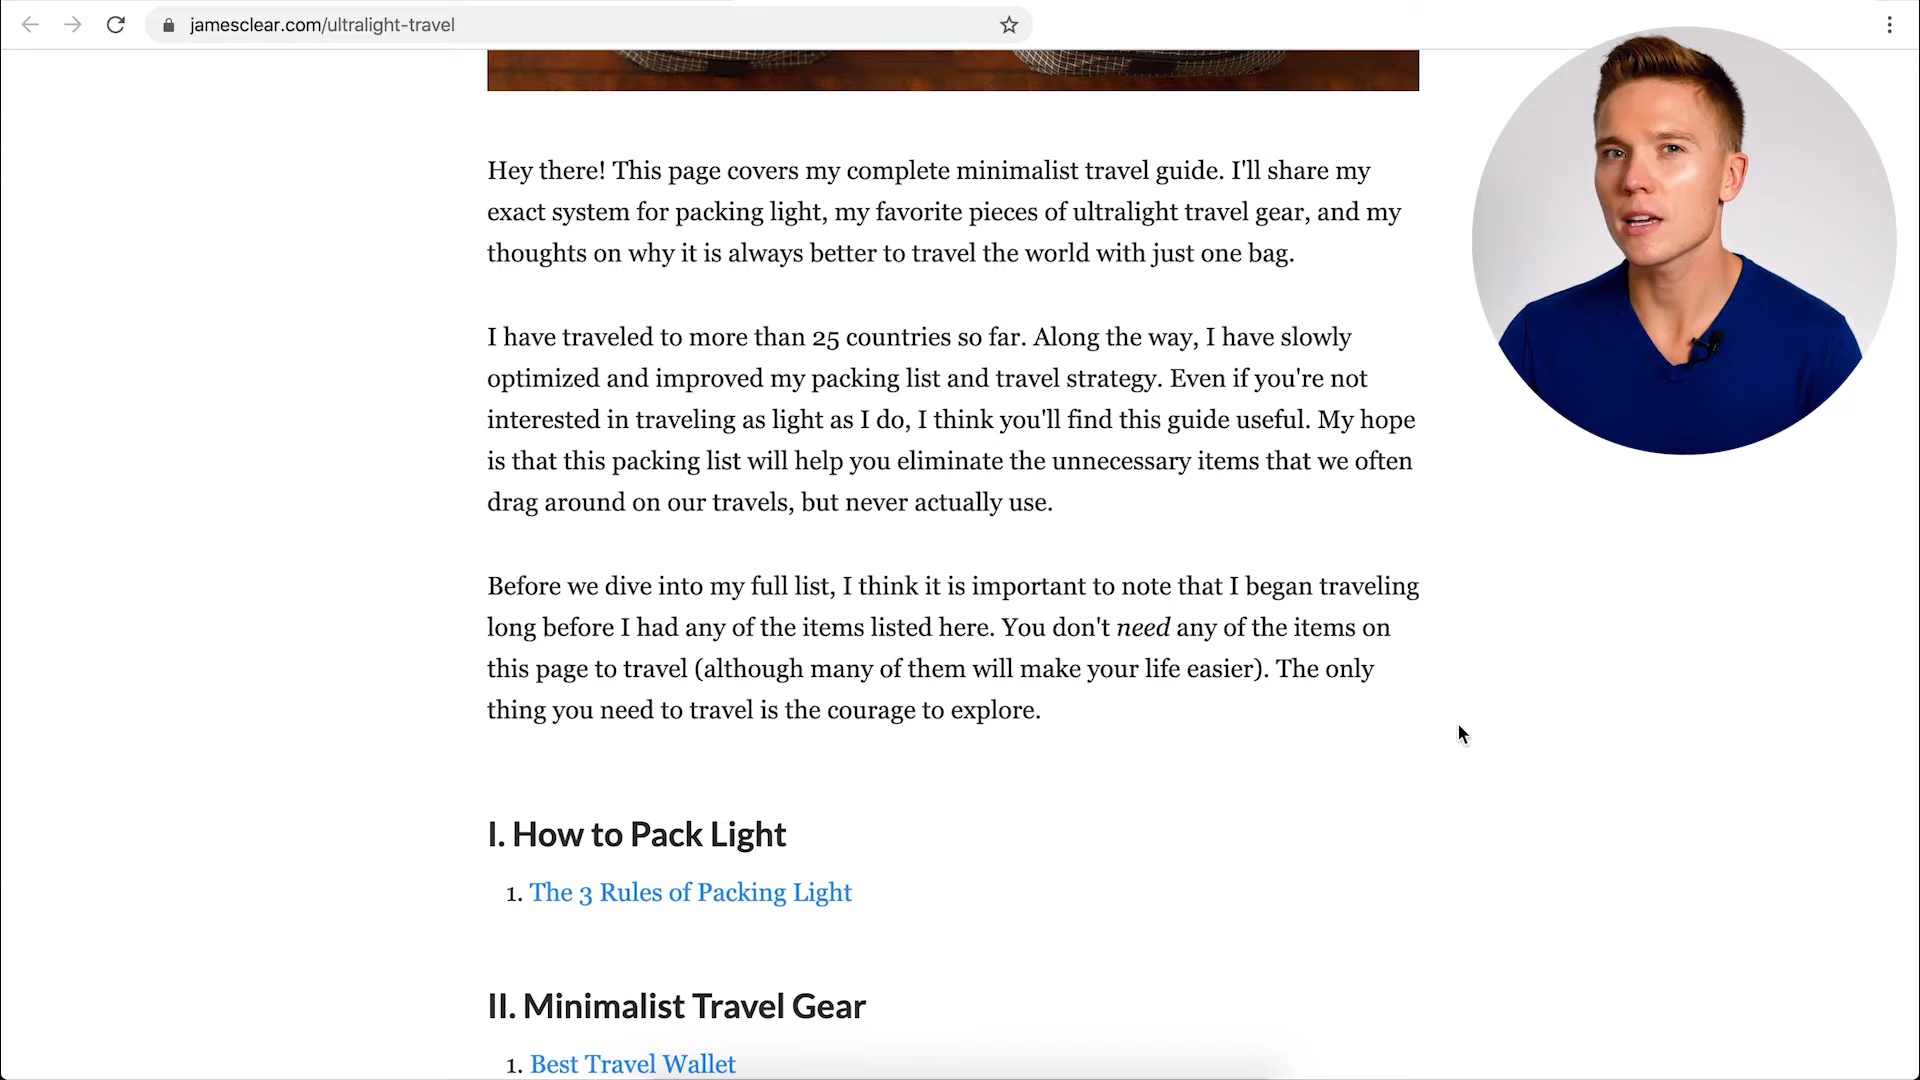 jamesclear.com/ultralight-travel
Hey there! This page covers my complete minimalist travel guide. I'll share my
exact system for packing light, my favorite pieces of ultralight travel gear, and my
thoughts on why it is always better to travel the world with just one bag.
I have traveled to more than 25 countries so far. Along the way, I have slowly
optimized and improved my packing list and travel strategy. Even if you're not
interested in traveling as light as I do, I think you'll find this guide useful. My hope
is that this packing list will help you eliminate the unnecessary items that we often
drag around on our travels, but never actually use.
Before we dive into my full list, I think it is important to note that I began traveling
long before I had any of the items listed here. You don't need any of the items on
this page to travel (although many of them will make your life easier). The only
thing you need to travel is the courage to explore.
I. How to Pack Light
1. The 3 Rules of Packing Light
II. Minimalist Travel Gear
1. Best Travel Wallet